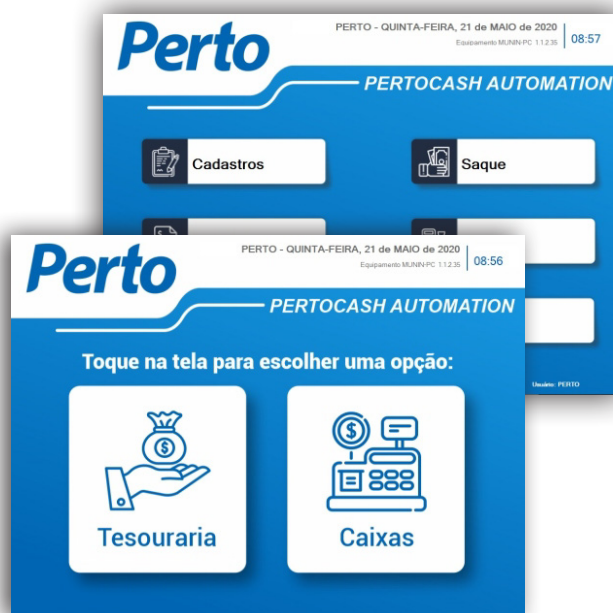 Perto
PERTO - QUINTA-FEIRA, 21 de MAIO de 2020
Equipamento MUNIN-PC 1.1.2.35
08:57
PERTOCASH AUTOMATION
Cadastros
Saque
Usuário: PERTO
Perto
PERTO - QUINTA-FEIRA, 21 de MAIO de 2020
Equipamento MUNIN-PC 1.1.2.35
08:56
PERTOCASH AUTOMATION
Toque na tela para escolher uma opção:
Tesouraria
Caixas